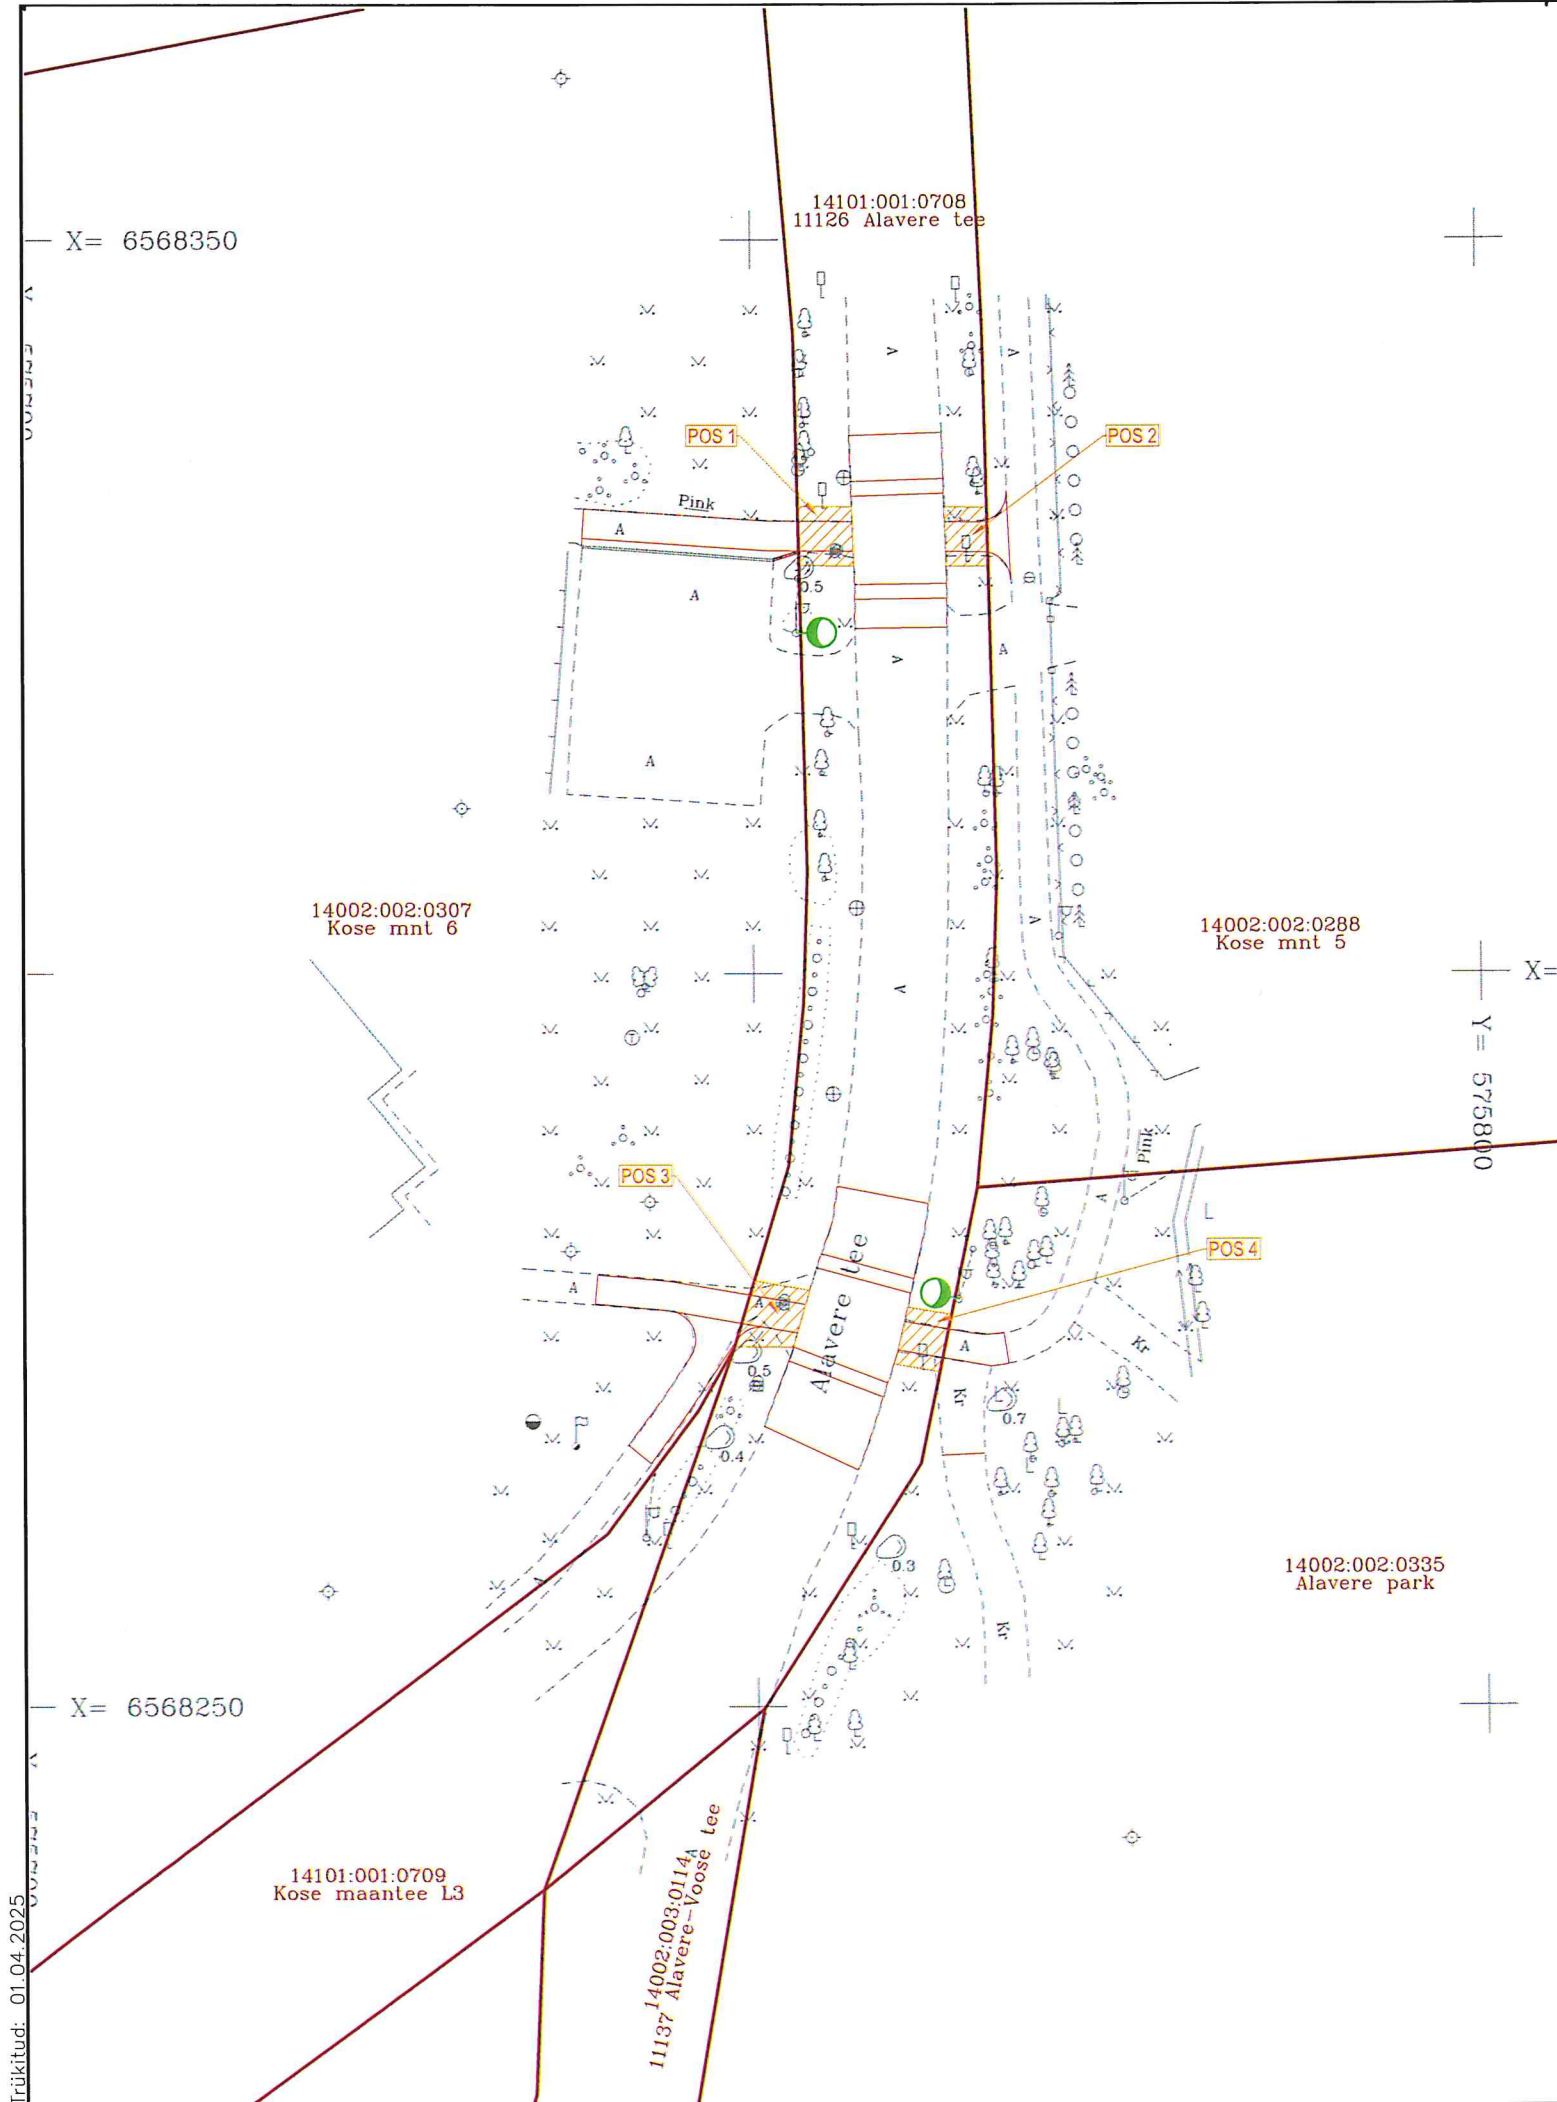 14101:001:0708
11126 Alavere tee
X= 6568350
POS 1
POS 2
Pink
A
A
A
A
A
A
0.5
A
A
A
14002:002:0307
Kose mnt 6
14002:002:0288
Kose mnt 5
A
A
X=
Y= 575800
Pink
POS 3
A
POS 4
A
A
Alavere tee
A
Kr
0.5
Kr
0.7
0.4
0.3
14002:002:0335
Alavere park
A
Kr
X= 6568250
14101:001:0709
Kose maantee L3
14002:003:0114
11137 Alavere-Voose tee
A
Trükitud: 01.04.2025